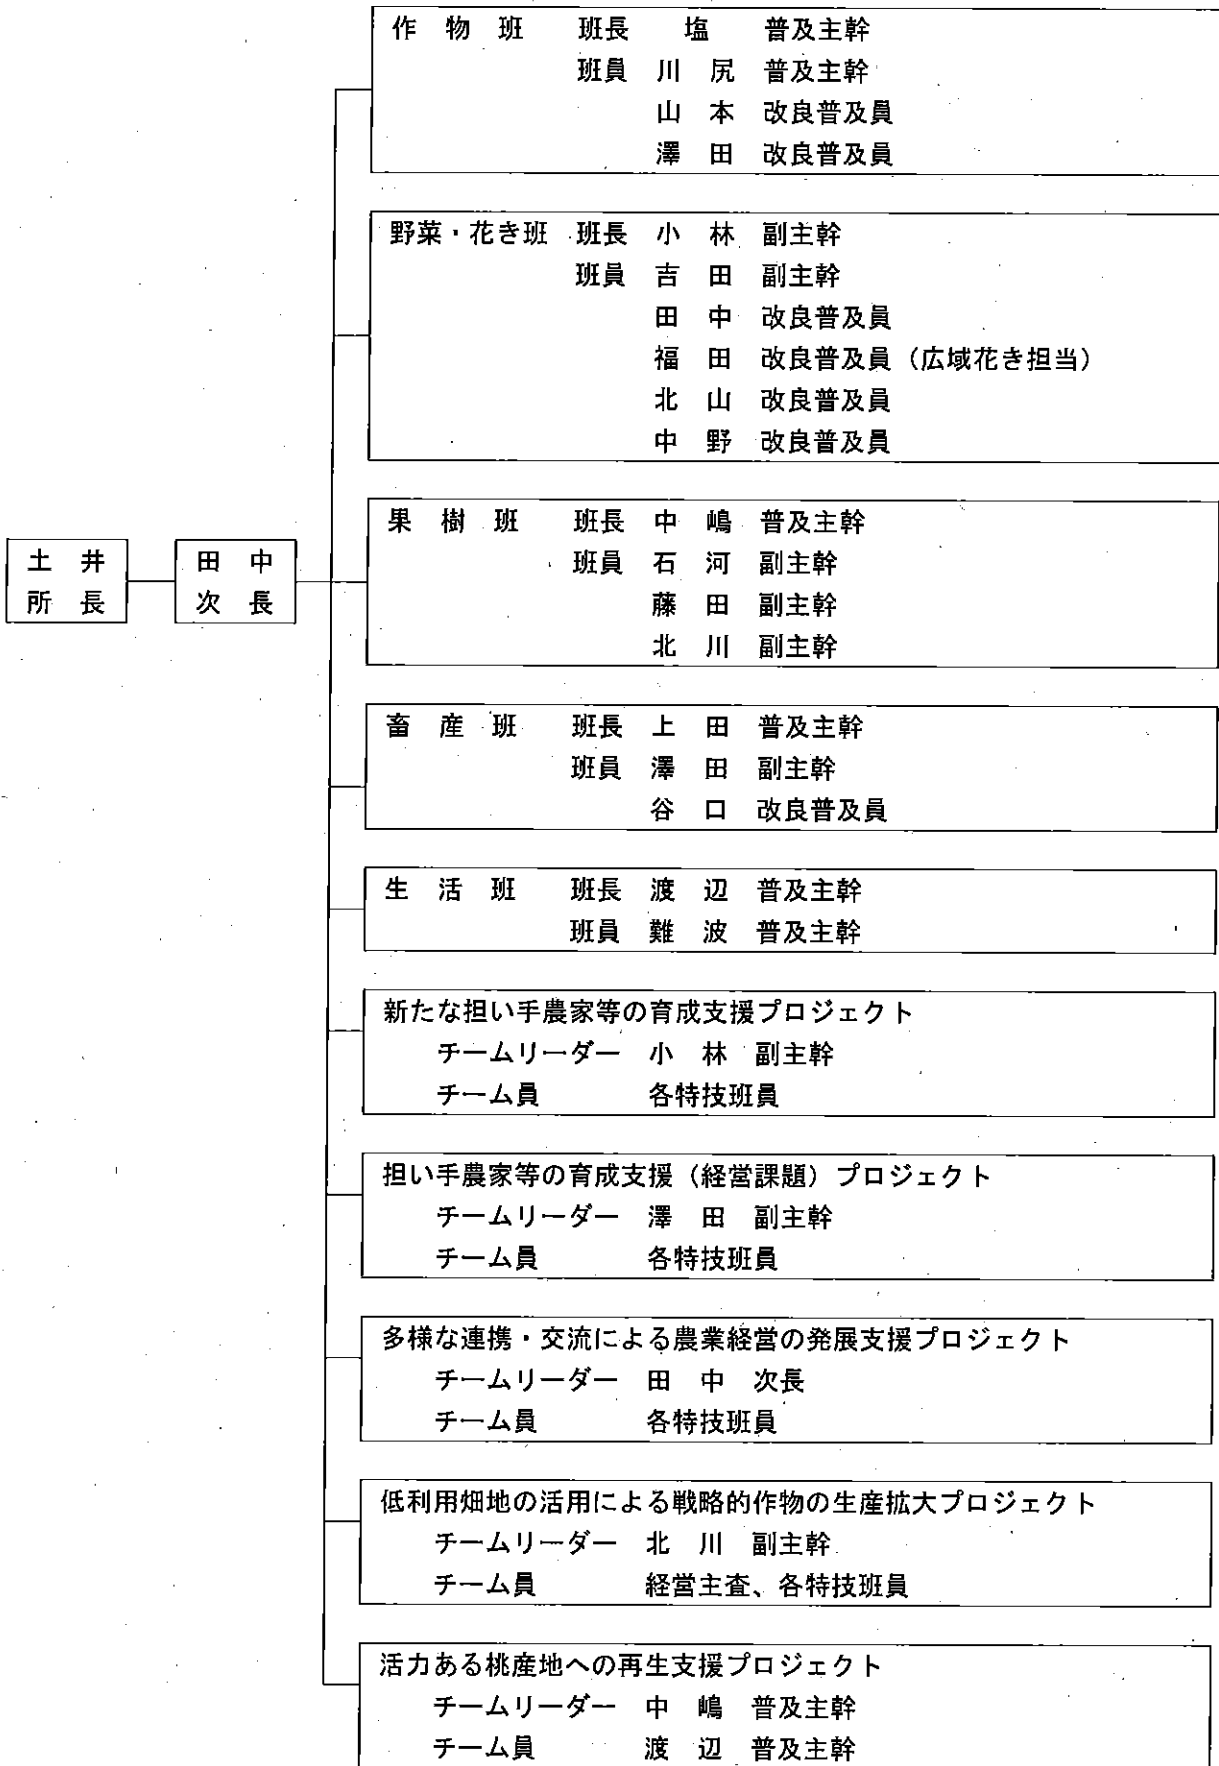 土　井
所　長
田　中
次　長
作　物　班　班長　塩　普及主幹
班員　川　尻　普及主幹
山　本　改良普及員
澤　田　改良普及員
野菜・花き班　班長　小　林　副主幹
班員　吉　田　副主幹
田　中　改良普及員
福　田　改良普及員（広域花き担当）
北　山　改良普及員
中　野　改良普及員
果　樹　班　班長　中　嶋　普及主幹
班員　石　河　副主幹
藤　田　副主幹
北　川　副主幹
畜　産　班　班長　上　田　普及主幹
班員　澤　田　副主幹
谷　口　改良普及員
生　活　班　班長　渡　辺　普及主幹
班員　難　波　普及主幹
新たな担い手農家等の育成支援プロジェクト
チームリーダー　小　林　副主幹
チーム員　各特技班員
担い手農家等の育成支援（経営課題）プロジェクト
チームリーダー　澤　田　副主幹
チーム員　各特技班員
多様な連携・交流による農業経営の発展支援プロジェクト
チームリーダー　田　中　次長
チーム員　各特技班員
低利用畑地の活用による戦略的作物の生産拡大プロジェクト
チームリーダー　北　川　副主幹
チーム員　経営主査、各特技班員
活力ある桃産地への再生支援プロジェクト
チームリーダー　中　嶋　普及主幹
チーム員　渡　辺　普及主幹